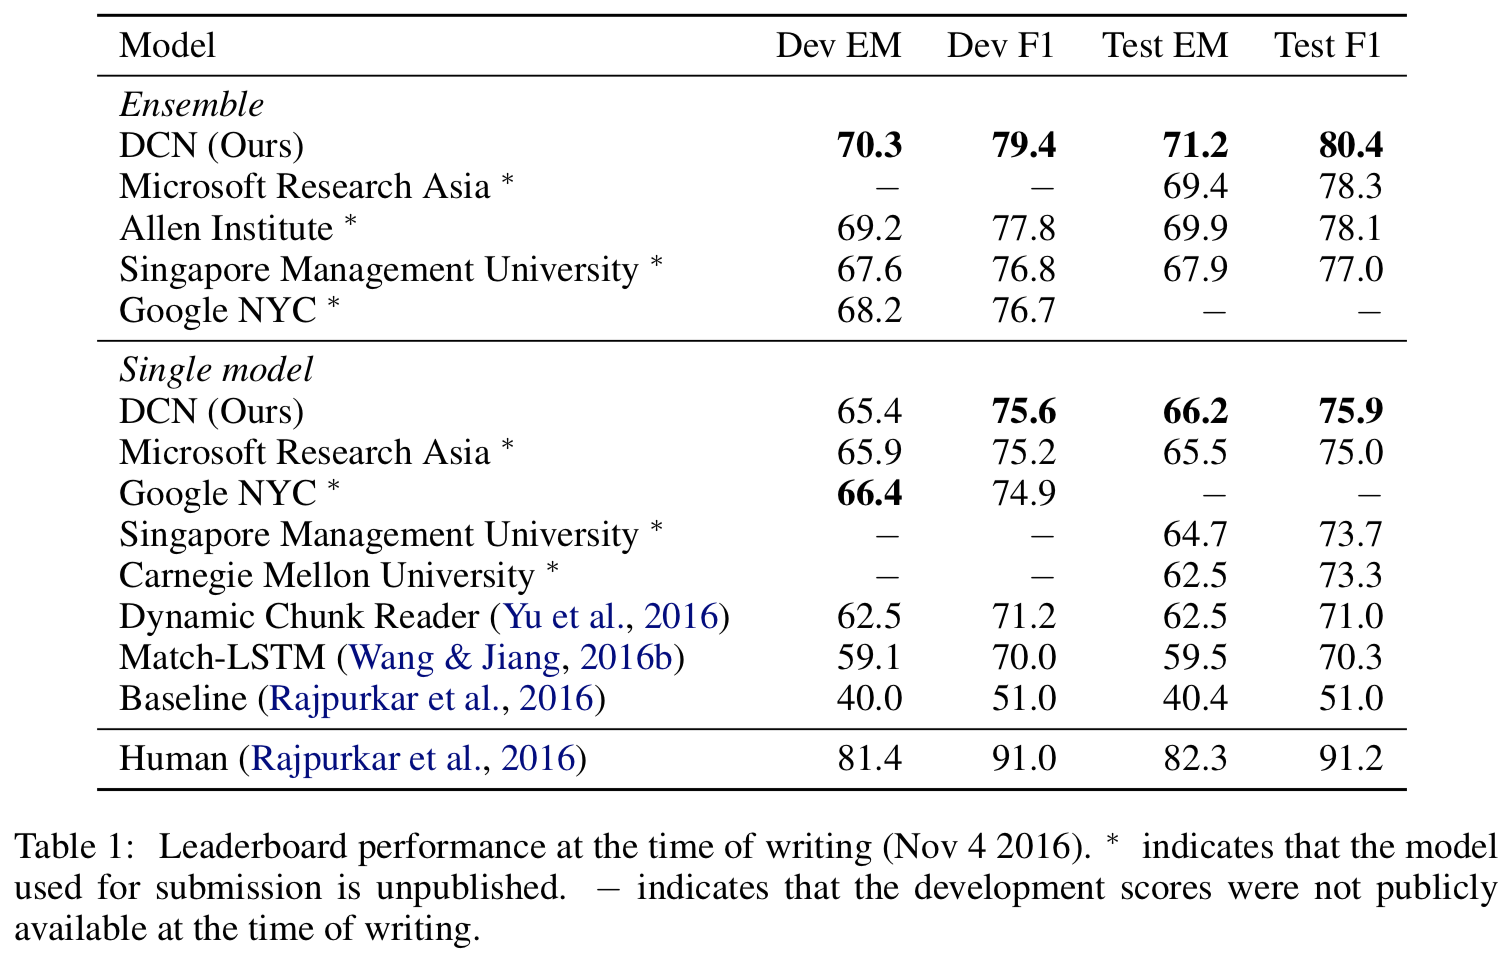 Model Dev EM Dev F1 Test EM Test F1
Ensemble
DCN (Ours) 70.3 79.4 71.2 80.4
Microsoft Research Asia * − − 69.4 78.3
Allen Institute * 69.2 77.8 69.9 78.1
Singapore Management University * 67.6 76.8 67.9 77.0
Google NYC * 68.2 76.7 − −
Single model
DCN (Ours) 65.4 75.6 66.2 75.9
Microsoft Research Asia * 65.9 75.2 65.5 75.0
Google NYC * 66.4 74.9 − −
Singapore Management University * − − 64.7 73.7
Carnegie Mellon University * − − 62.5 73.3
Dynamic Chunk Reader (Yu et al., 2016) 62.5 71.2 62.5 71.0
Match-LSTM (Wang & Jiang, 2016b) 59.1 70.0 59.5 70.3
Baseline (Rajpurkar et al., 2016) 40.0 51.0 40.4 51.0
Human (Rajpurkar et al., 2016) 81.4 91.0 82.3 91.2
Table 1: Leaderboard performance at the time of writing (Nov 4 2016). * indicates that the model
used for submission is unpublished. − indicates that the development scores were not publicly
available at the time of writing.